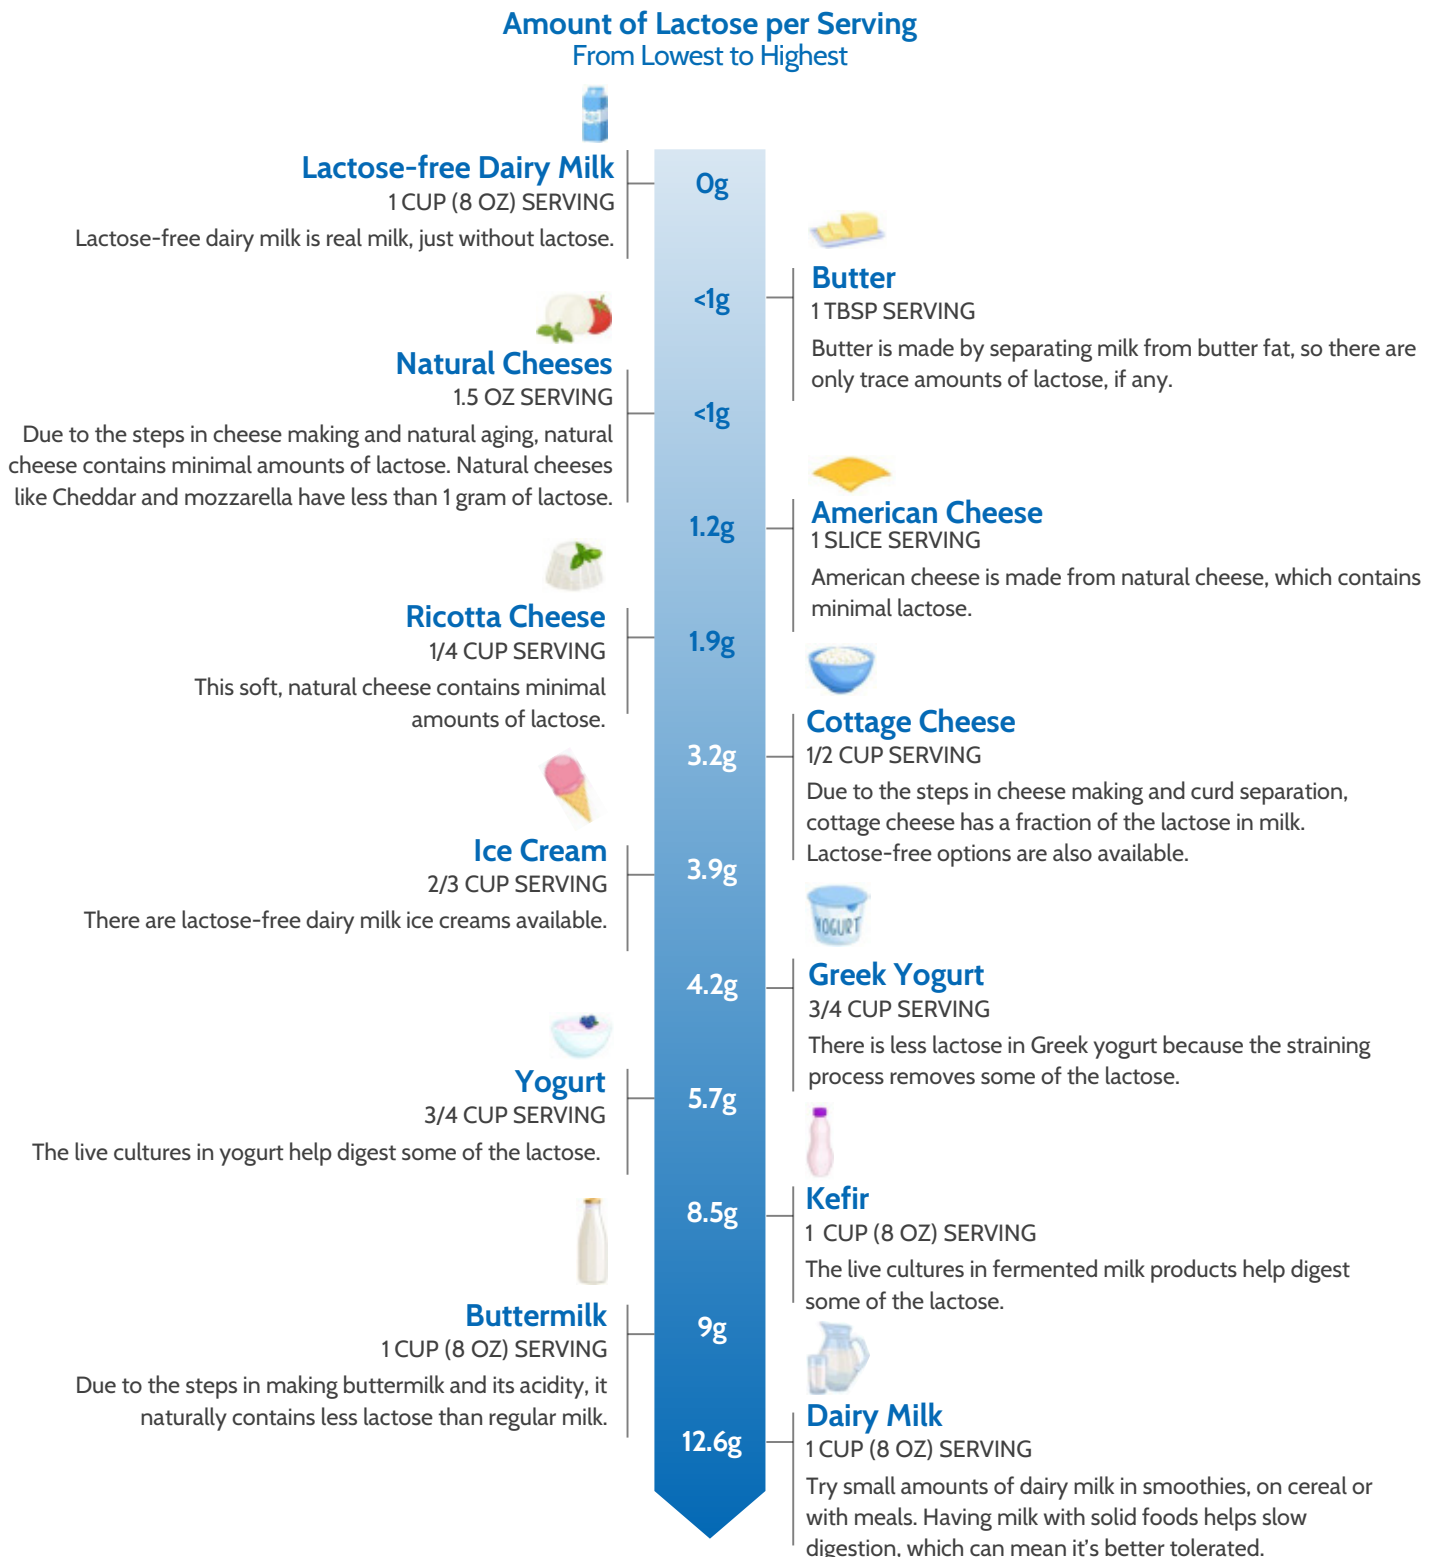 Amount of Lactose per Serving
From Lowest to Highest
Lactose-free Dairy Milk
1 CUP (8 OZ) SERVING
Lactose-free dairy milk is real milk, just without lactose.
0g
Butter
1 TBSP SERVING
Butter is made by separating milk from butter fat, so there are
only trace amounts of lactose, if any.
<1g
Natural Cheeses
1.5 OZ SERVING
Due to the steps in cheese making and natural aging, natural
cheese contains minimal amounts of lactose. Natural cheeses
like Cheddar and mozzarella have less than 1 gram of lactose.
<1g
American Cheese
1 SLICE SERVING
American cheese is made from natural cheese, which contains
minimal lactose.
1.2g
Ricotta Cheese
1/4 CUP SERVING
This soft, natural cheese contains minimal
amounts of lactose.
1.9g
Cottage Cheese
1/2 CUP SERVING
Due to the steps in cheese making and curd separation,
cottage cheese has a fraction of the lactose in milk.
Lactose-free options are also available.
3.2g
Ice Cream
2/3 CUP SERVING
There are lactose-free dairy milk ice creams available.
3.9g
YOGURT
Greek Yogurt
3/4 CUP SERVING
There is less lactose in Greek yogurt because the straining
process removes some of the lactose.
4.2g
Yogurt
3/4 CUP SERVING
The live cultures in yogurt help digest some of the lactose.
5.7g
Kefir
1 CUP (8 OZ) SERVING
The live cultures in fermented milk products help digest
some of the lactose.
8.5g
Buttermilk
1 CUP (8 OZ) SERVING
Due to the steps in making buttermilk and its acidity, it
naturally contains less lactose than regular milk.
9g
Dairy Milk
1 CUP (8 OZ) SERVING
Try small amounts of dairy milk in smoothies, on cereal or
with meals. Having milk with solid foods helps slow
digestion, which can mean it's better tolerated.
12.6g